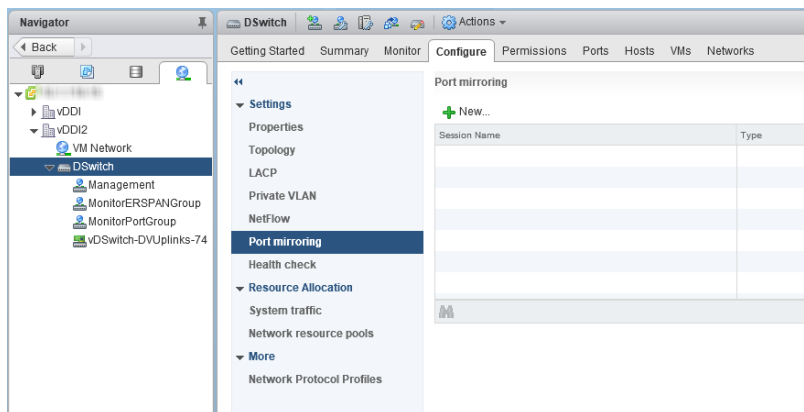 Navigator
DSwitch
Actions
Back
Getting Started Summary Monitor Configure Permissions Ports Hosts VMs Networks
vDDI
vDDI2
VM Network
DSwitch
Management
MonitorERSPANGroup
MonitorPortGroup
vDSwitch-DVUplinks-74
Settings
Properties
Topology
LACP
Private VLAN
NetFlow
Port mirroring
Health check
Resource Allocation
System traffic
Network resource pools
More
Network Protocol Profiles
Port mirroring
New...
Session Name Type